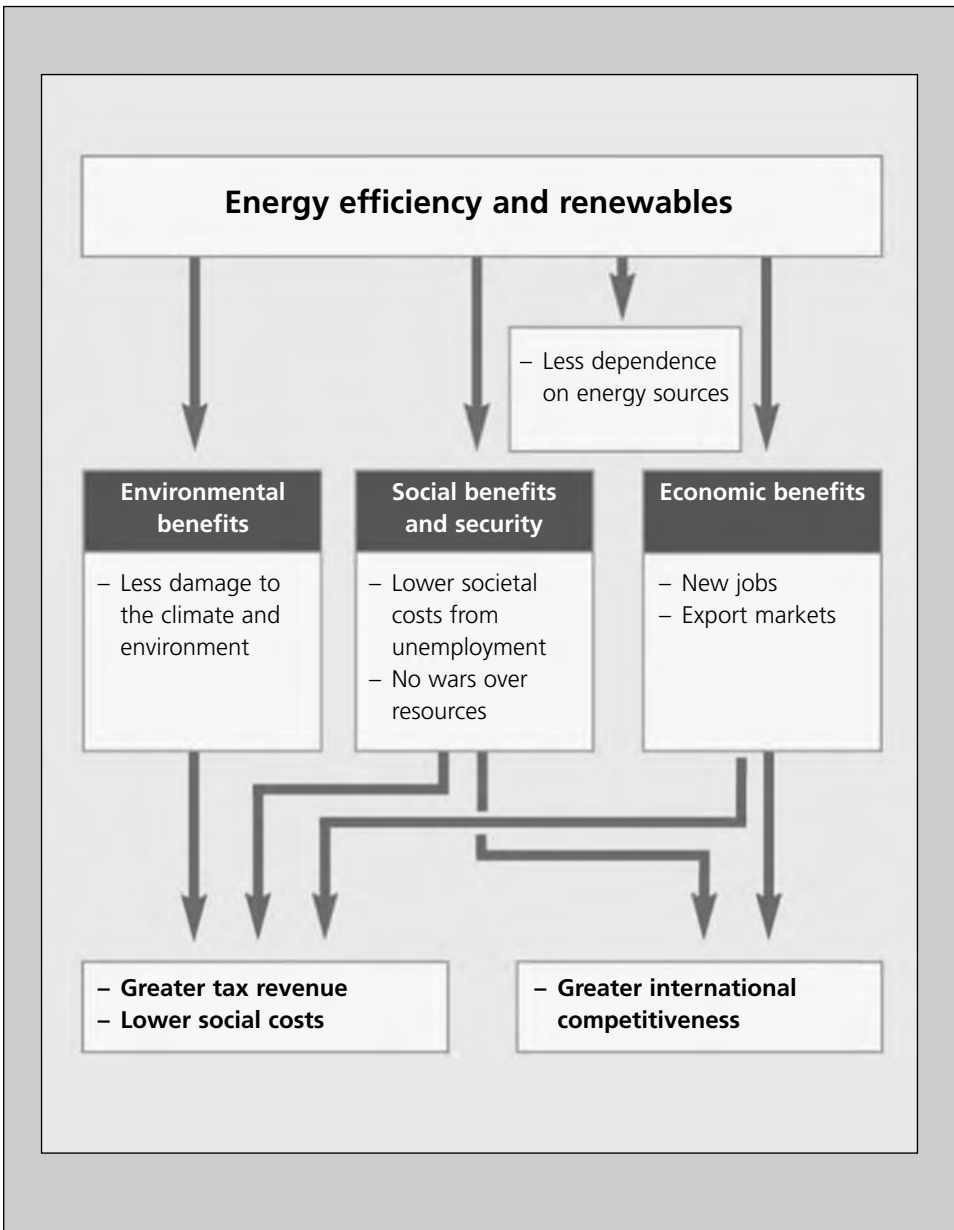 Energy efficiency and renewables
– Less dependence
on energy sources
Environmental
benefits
– Less damage to
the climate and
environment
Social benefits
and security
– Lower societal
costs from
unemployment
– No wars over
resources
Economic benefits
– New jobs
– Export markets
– Greater tax revenue
– Lower social costs
– Greater international
competitiveness